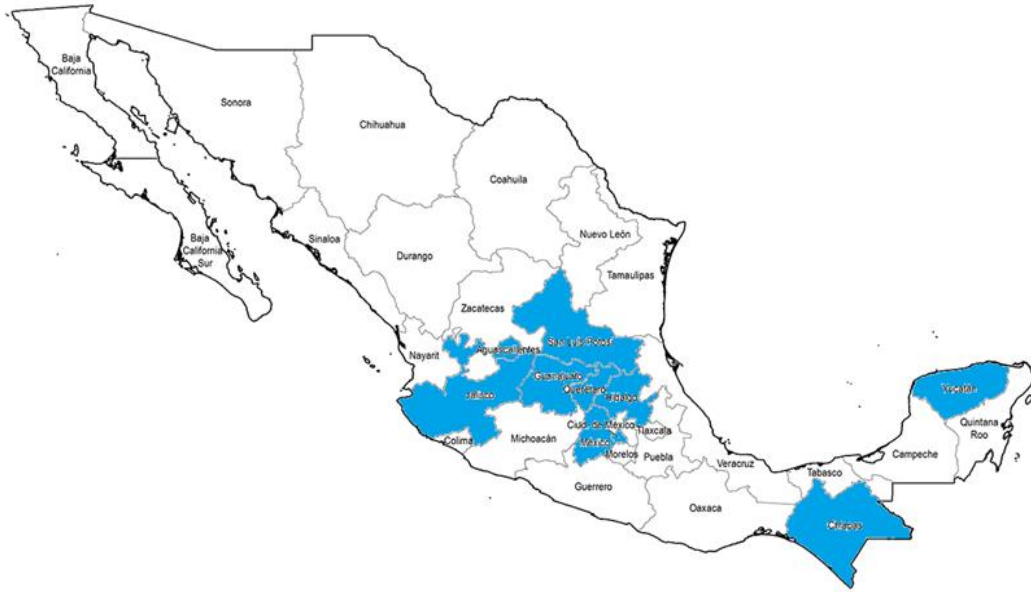 Baja
California
Sonora
Chihuahua
Coahuila
Nuevo León
Sinaloa
Baja
California
Sur
Durango
Tamaulipas
Zacatecas
San Luis Potosí
Nayarit
Aguascalientes
Guanajuato
Querétaro
Hidalgo
Jalisco
Yucatán
Quintana
Roo
Ciud. de México
Tlaxcala
Colima
Michoacán
México
Morelos
Puebla
Veracruz
Campeche
Tabasco
Guerrero
Oaxaca
Chiapas